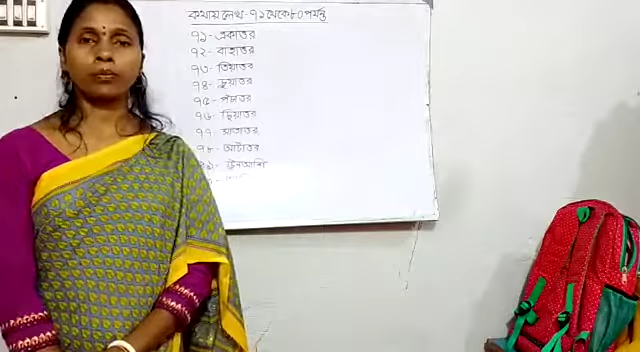 কথায় লেখ - ৭১ থেকে ৮০ পর্যন্ত
৭১ - একাত্তর
৭২ - বাহাত্তর
৭৩ - তিয়াত্তর
৭৪ - চুয়াত্তর
৭৫ - পঁচাত্তর
৭৬ - ছিয়াত্তর
৭৭ - সাতাত্তর
৭৮ - আটাত্তর
৭৯ - ঊনআশি